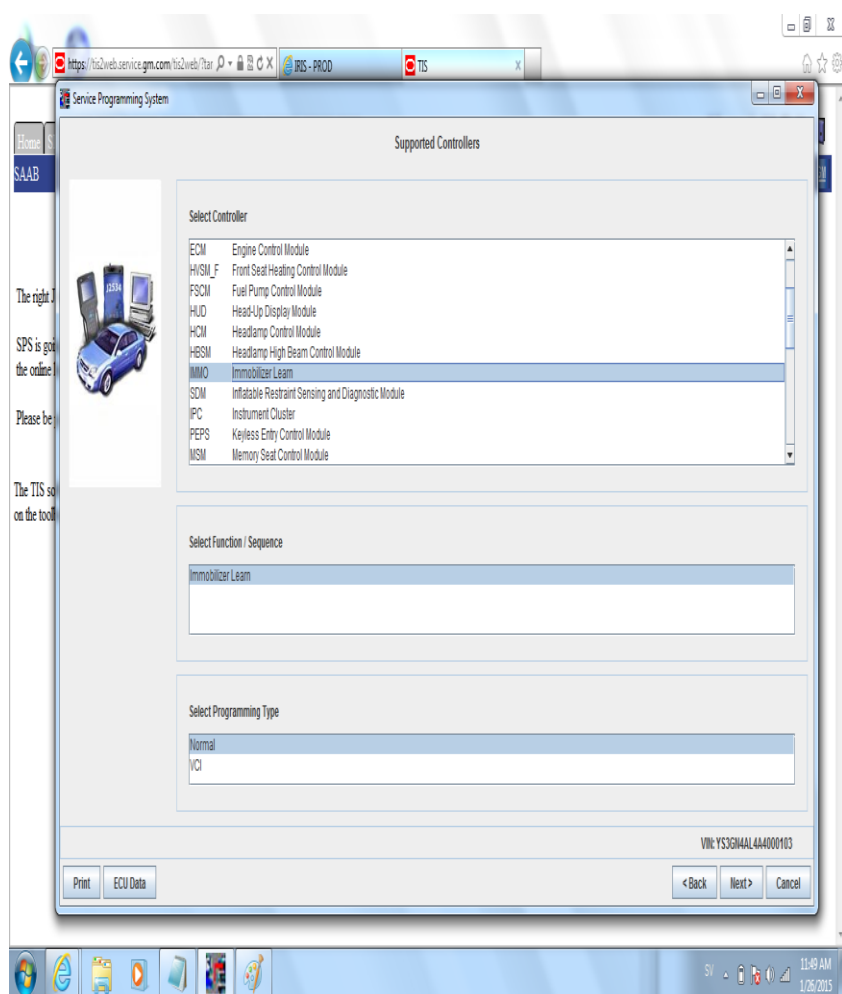 https://tis2web.service.gm.com/tis2web/?tar
IRIS - PROD
TIS
Service Programming System
Home
SAAB
Supported Controllers
The right J
SPS is goi
the online
Please be
The TIS so
on the tool
J2534
Select Controller
ECM Engine Control Module
HVSM_F Front Seat Heating Control Module
FSCM Fuel Pump Control Module
HUD Head-Up Display Module
HCM Headlamp Control Module
HBSM Headlamp High Beam Control Module
IMMO Immobilizer Learn
SDM Inflatable Restraint Sensing and Diagnostic Module
IPC Instrument Cluster
PEPS Keyless Entry Control Module
MSM Memory Seat Control Module
Select Function / Sequence
Immobilizer Learn
Select Programming Type
Normal
VCI
VIN: YS3GN4AL4A4000103
Print
ECU Data
< Back
Next >
Cancel
SV
11:49 AM
1/26/2015